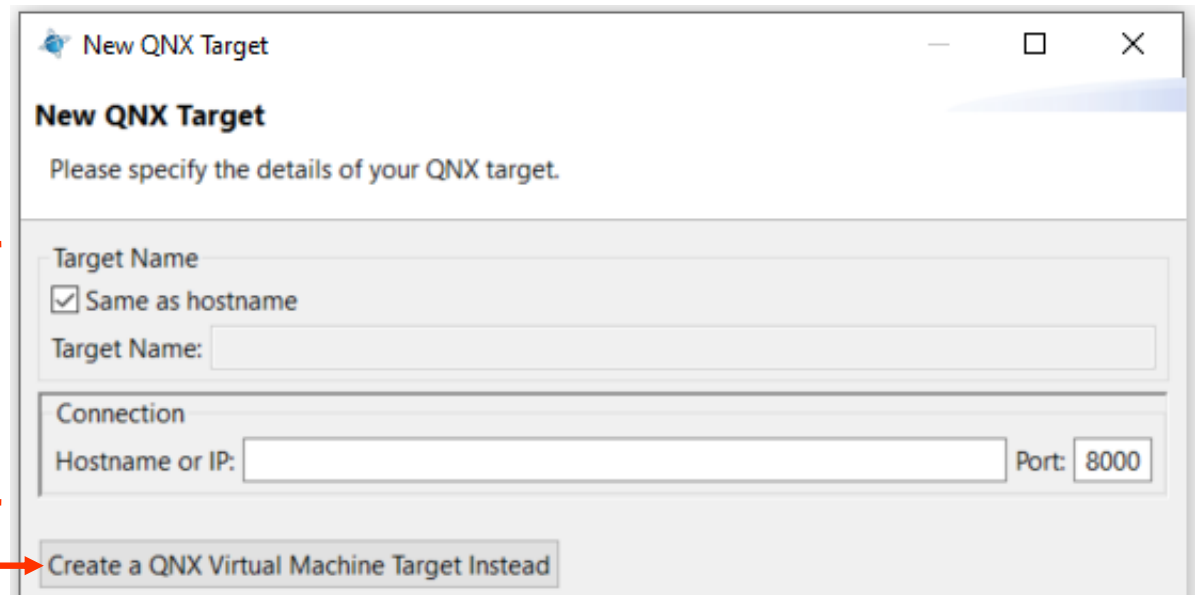 New QNX Target
New QNX Target
Please specify the details of your QNX target.
Target Name
Same as hostname
Target Name:
Connection
Hostname or IP: Port: 8000
Create a QNX Virtual Machine Target Instead